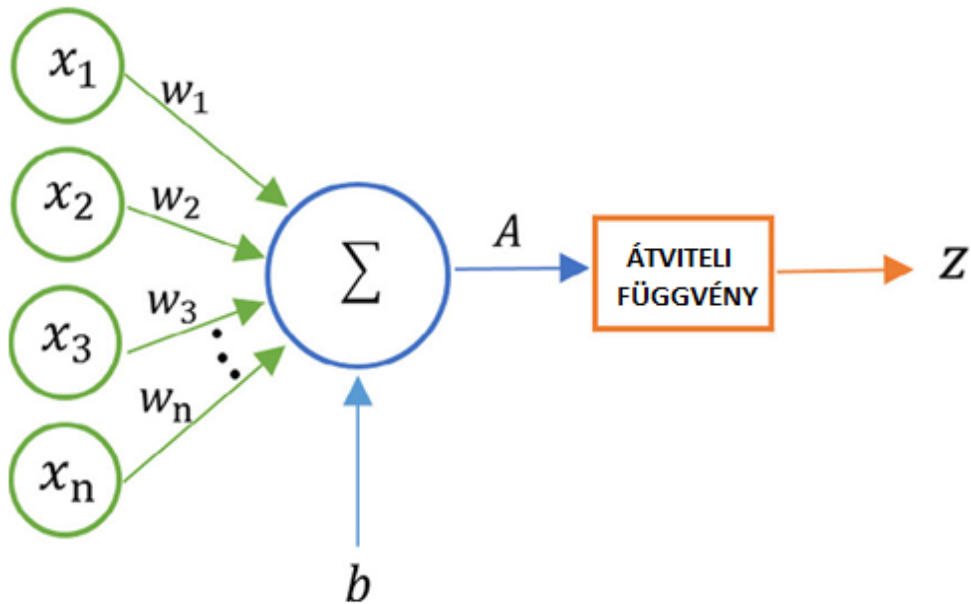 x₁
w₁
x₂
w₂
x₃
w₃
xₙ
wₙ
∑
b
A
ÁTVITELI
FÜGGVÉNY
Z